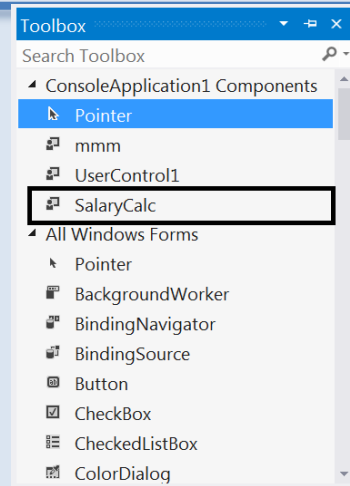 Toolbox
Search Toolbox
ConsoleApplication1 Components
Pointer
mmm
UserControl1
SalaryCalc
All Windows Forms
Pointer
BackgroundWorker
BindingNavigator
BindingSource
Button
CheckBox
CheckedListBox
ColorDialog